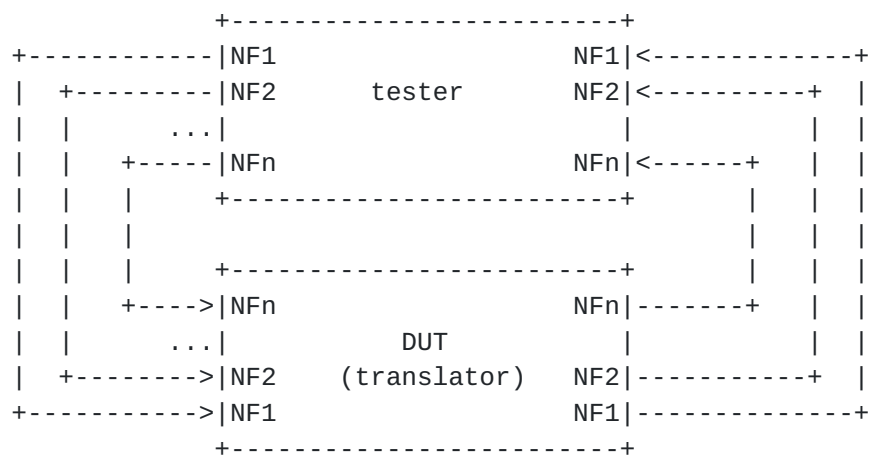 NF1 NF1
NF2 tester NF2
...
NFn NFn
NFn NFn
... DUT
NF2 (translator) NF2
NF1 NF1